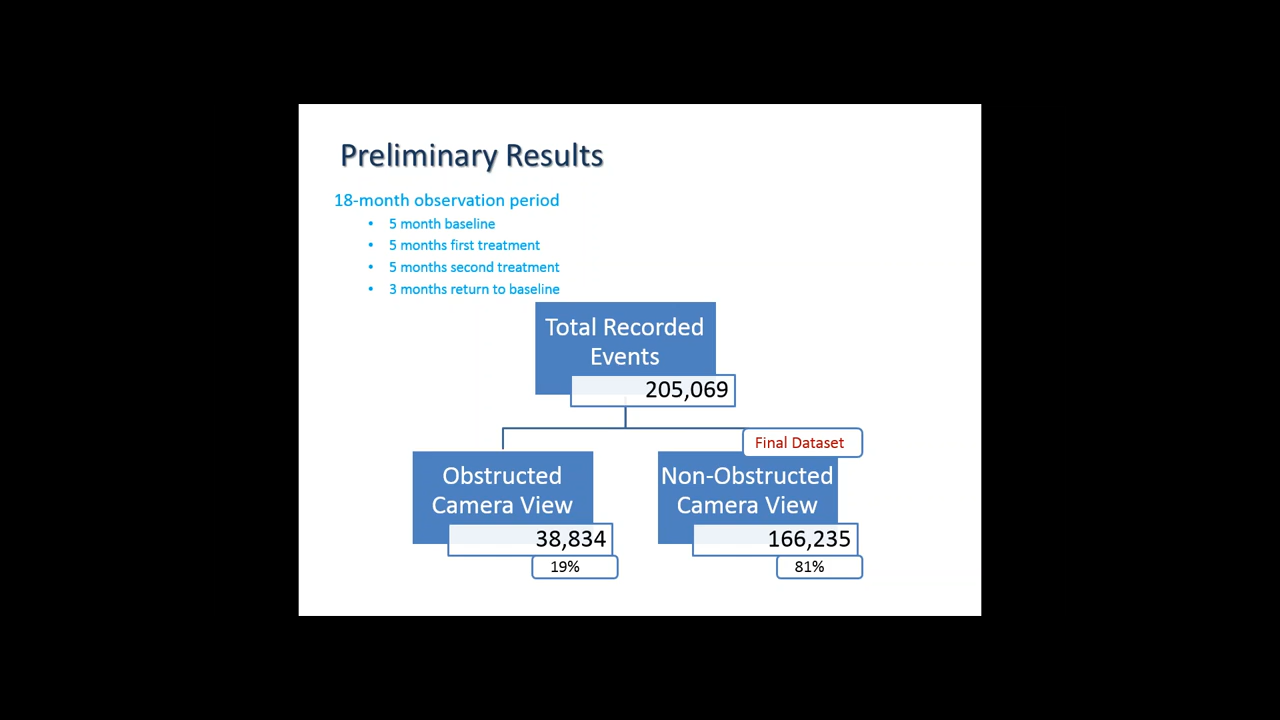 Preliminary Results
18-month observation period
• 5 month baseline
• 5 months first treatment
• 5 months second treatment
• 3 months return to baseline
Total Recorded
Events
205,069
Final Dataset
Obstructed
Camera View
38,834
19%
Non-Obstructed
Camera View
166,235
81%